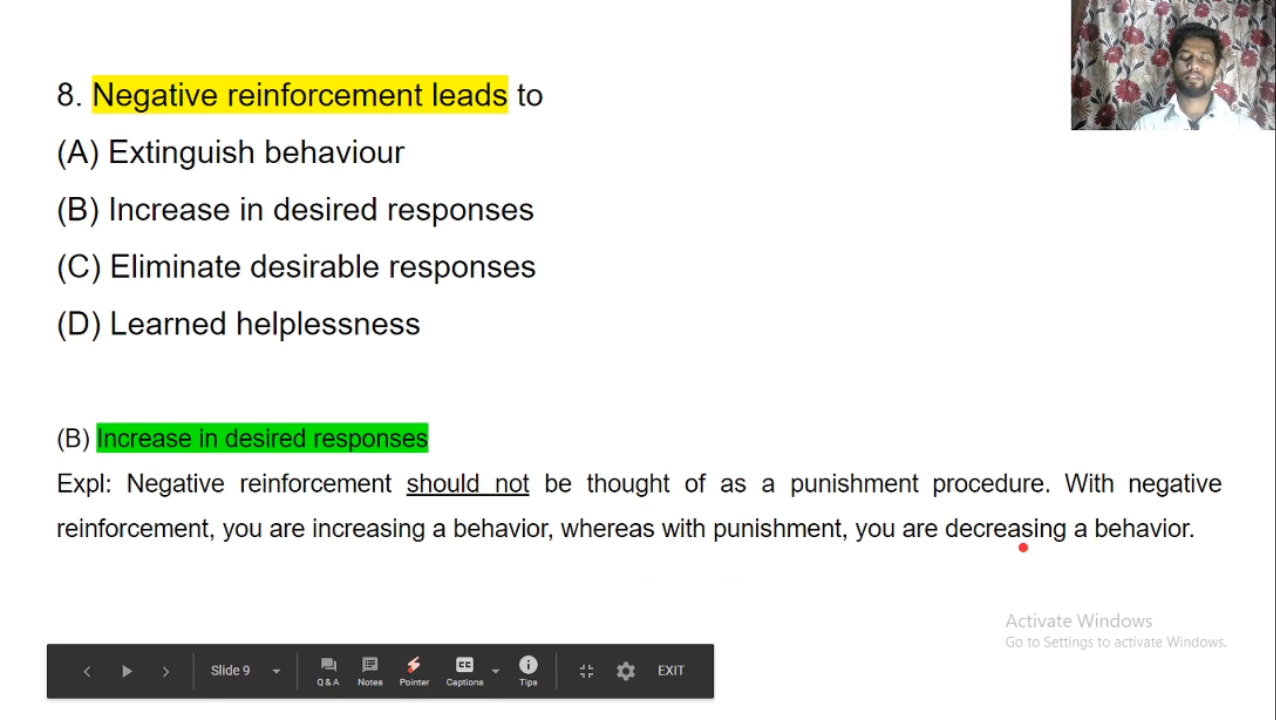 8. Negative reinforcement leads to
(A) Extinguish behaviour
(B) Increase in desired responses
(C) Eliminate desirable responses
(D) Learned helplessness
(B) Increase in desired responses
Expl: Negative reinforcement should not be thought of as a punishment procedure. With negative
reinforcement, you are increasing a behavior, whereas with punishment, you are decreasing a behavior.
Activate Windows
Go to Settings to activate Windows.
Slide 9
Q&A
Notes
Pointer
CC
Captions
Tips
EXIT